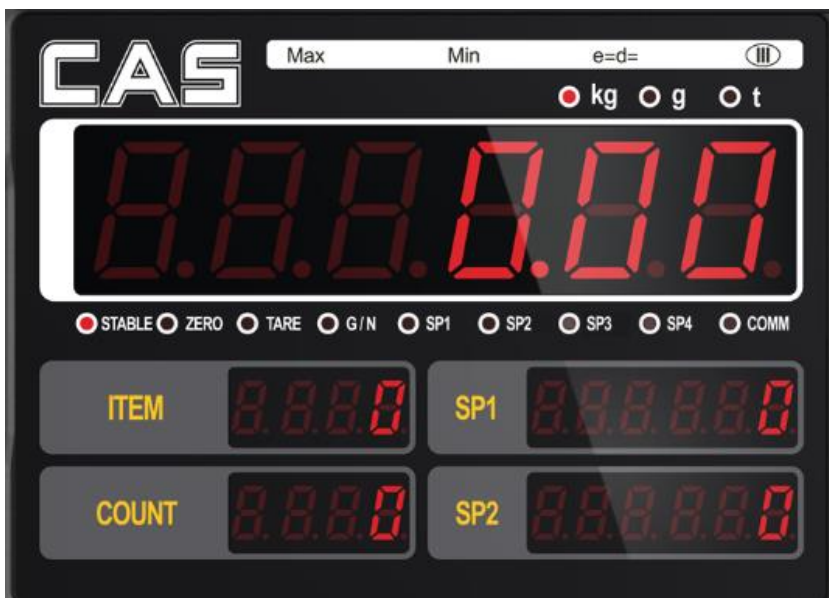 CAS
Max Min e=d= III
kg g t
0.00
STABLE ZERO TARE G/N SP1 SP2 SP3 SP4 COMM
ITEM 0 SP1 0
COUNT 0 SP2 0